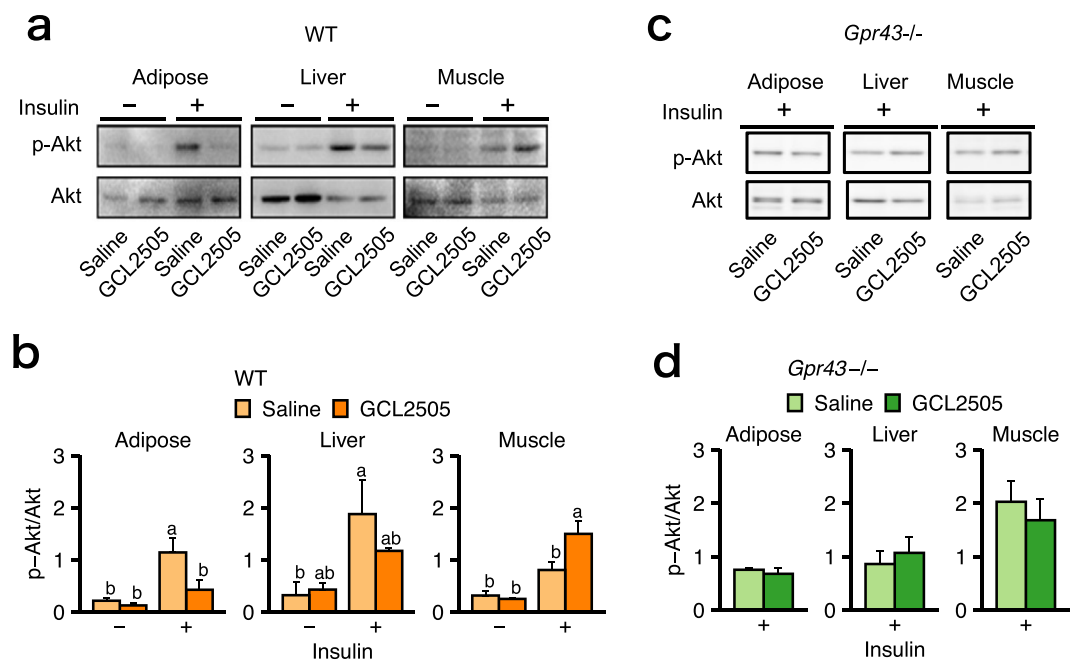 a
WT
Adipose Liver Muscle
Insulin − + − + − +
p-Akt
Akt
Saline GCL2505 Saline GCL2505 Saline GCL2505 Saline GCL2505 Saline GCL2505 Saline GCL2505
c
Gpr43-/-
Adipose Liver Muscle
Insulin + + +
p-Akt
Akt
Saline GCL2505 Saline GCL2505 Saline GCL2505
b
WT
Saline GCL2505
Adipose Liver Muscle
p−Akt/Akt
3 3 3
2 2 2
1 1 1
0 0 0
b b a b
b ab a ab
b b b a
− + − + − +
Insulin
d
Gpr43−/−
Saline GCL2505
Adipose Liver Muscle
p−Akt/Akt
3 3 3
2 2 2
1 1 1
0 0 0
+ + +
Insulin